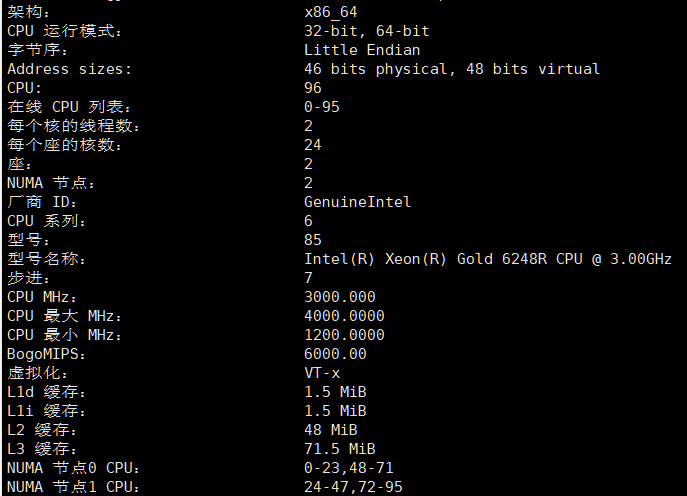 架构： x86_64
CPU 运行模式： 32-bit, 64-bit
字节序： Little Endian
Address sizes: 46 bits physical, 48 bits virtual
CPU: 96
在线 CPU 列表： 0-95
每个核的线程数： 2
每个座的核数： 24
座： 2
NUMA 节点： 2
厂商 ID： GenuineIntel
CPU 系列： 6
型号： 85
型号名称： Intel(R) Xeon(R) Gold 6248R CPU @ 3.00GHz
步进： 7
CPU MHz： 3000.000
CPU 最大 MHz： 4000.0000
CPU 最小 MHz： 1200.0000
BogoMIPS： 6000.00
虚拟化： VT-x
L1d 缓存： 1.5 MiB
L1i 缓存： 1.5 MiB
L2 缓存： 48 MiB
L3 缓存： 71.5 MiB
NUMA 节点0 CPU： 0-23,48-71
NUMA 节点1 CPU： 24-47,72-95